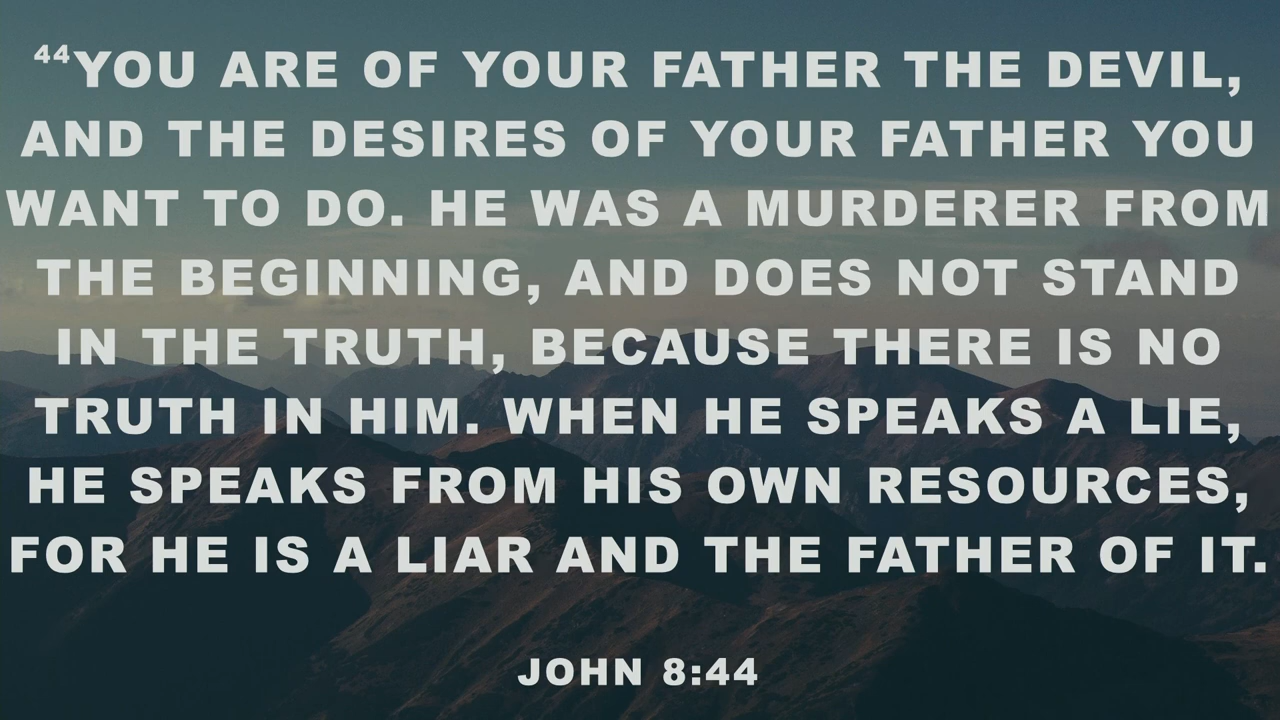 ⁴⁴YOU ARE OF YOUR FATHER THE DEVIL,
AND THE DESIRES OF YOUR FATHER YOU
WANT TO DO. HE WAS A MURDERER FROM
THE BEGINNING, AND DOES NOT STAND
IN THE TRUTH, BECAUSE THERE IS NO
TRUTH IN HIM. WHEN HE SPEAKS A LIE,
HE SPEAKS FROM HIS OWN RESOURCES,
FOR HE IS A LIAR AND THE FATHER OF IT.
JOHN 8:44